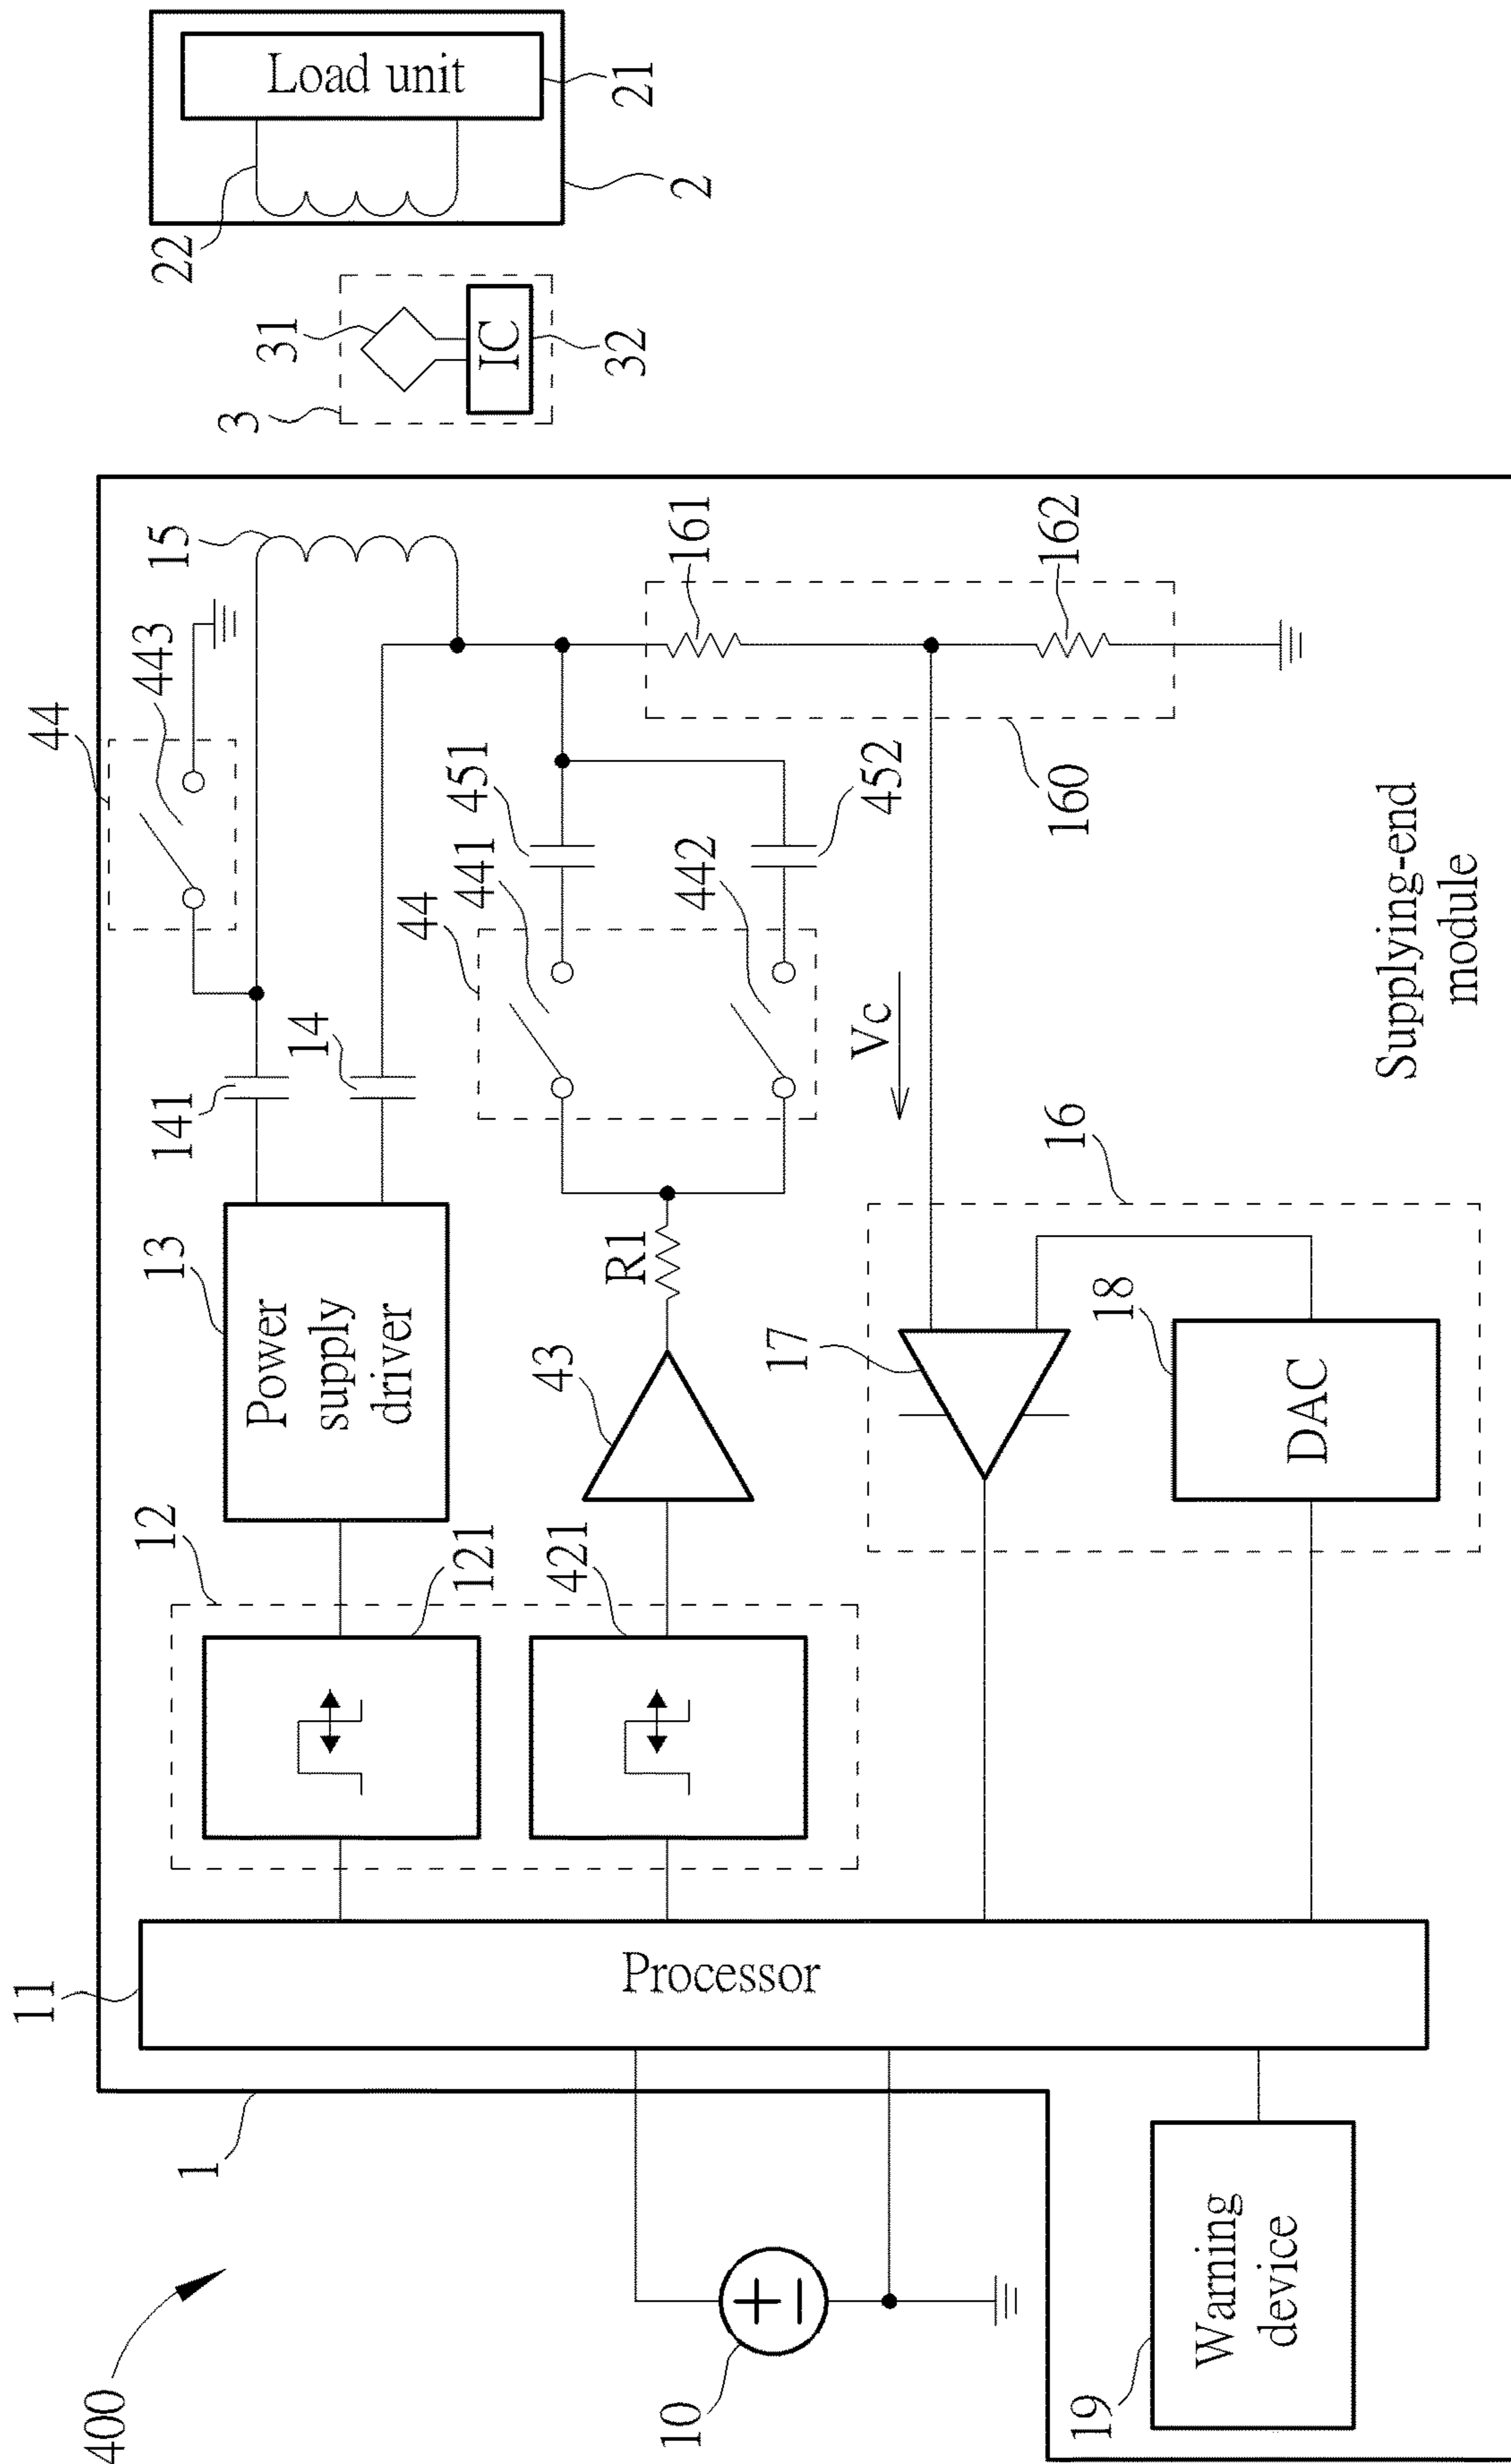 400
1
11
12
13
141
14
44
443
15
3
31
22
Load unit
21
2
IC
32
121
Power
supply
driver
421
43
R1
44
441
451
442
452
161
162
160
Vc
Processor
17
16
18
DAC
10
19
Warning
device
Supplying-end
module